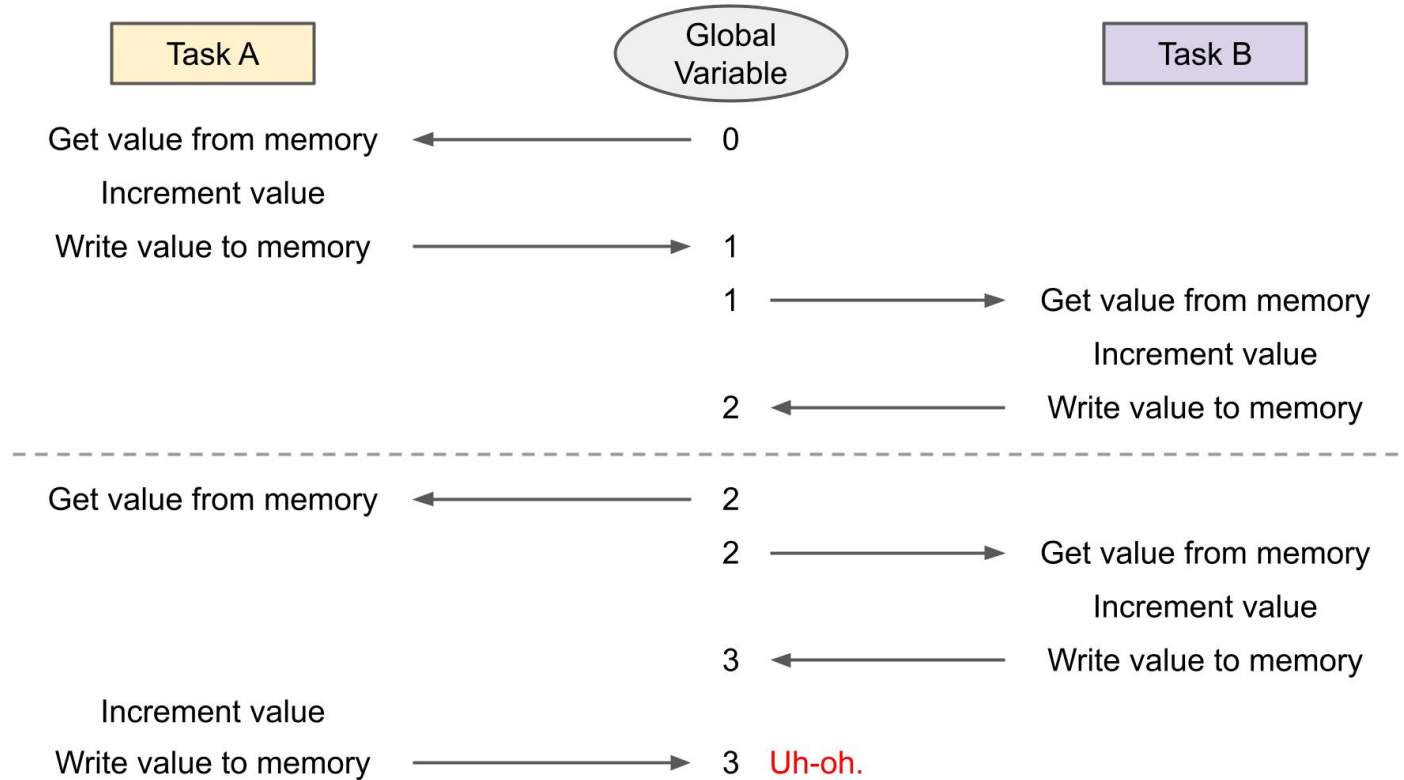 Task A
Global
Variable
Task B
Get value from memory
0
Increment value
Write value to memory
1
1
Get value from memory
Increment value
2
Write value to memory
Get value from memory
2
2
Get value from memory
Increment value
3
Write value to memory
Increment value
Write value to memory
3 Uh-oh.